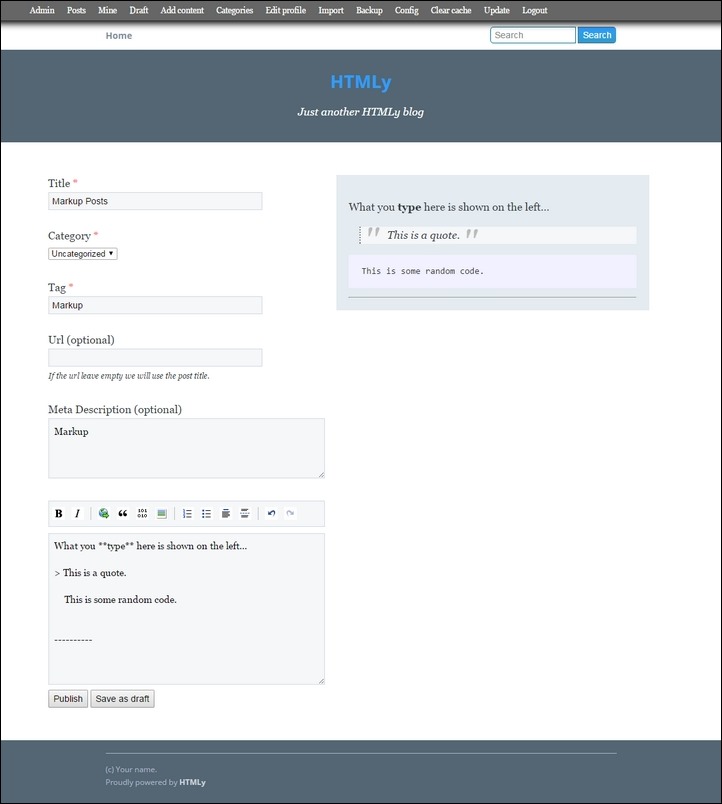 Admin Posts Mine Draft Add content Categories Edit profile Import Backup Config Clear cache Update Logout
Home Search Search
HTMLy
Just another HTMLy blog
Title *
Markup Posts
Category *
Uncategorized ▼
Tag *
Markup
Url (optional)
If the url leave empty we will use the post title.
Meta Description (optional)
Markup
B I “ 101 010
What you **type** here is shown on the left...
> This is a quote.
This is some random code.
----------
Publish Save as draft
What you type here is shown on the left...
" This is a quote. "
This is some random code.
(c) Your name.
Proudly powered by HTMLy